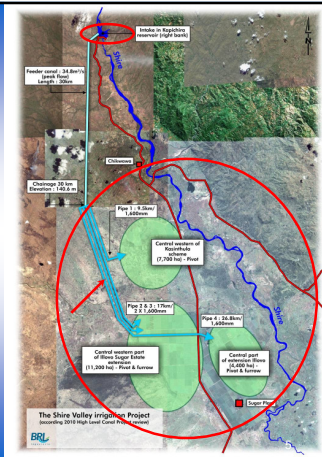 Intake in Kapichira
reservoir (right bank)
Shire
Feeder canal : 34.8m³/s
(peak flow)
Length : 30km
Chikwawa
Chainage 30 km
Elevation : 140.6 m
Pipe 1 : 9.5km/
1,600mm
Central western of
Kasinthula
scheme
(7,700 ha) - Pivot
Shire
Pipe 2 & 3 : 17km/
2 X 1,600mm
Pipe 4 : 26.8km/
1,600mm
Central western part
of Illovo Sugar Estate
extension
(11,200 ha) - Pivot & furrow
Central part of
extension Illovo
(4,400 ha) -
Pivot & furrow
Sugar Plant
The Shire Valley irrigation Project
(according 2010 High Level Canal Project review)
BRL